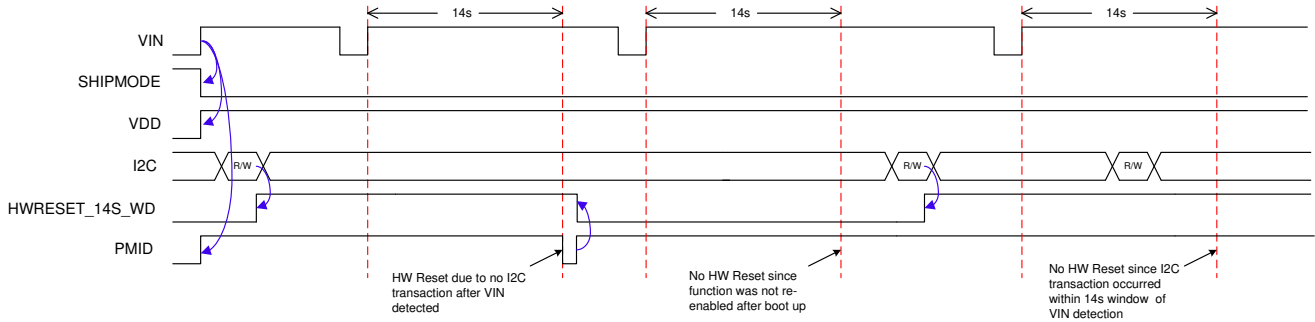 14s
14s
14s
VIN
SHIPMODE
VDD
I2C
R/W
R/W
R/W
HWRESET_14S_WD
PMID
HW Reset due to no I2C
transaction after VIN
detected
No HW Reset since
function was not re-
enabled after boot up
No HW Reset since I2C
transaction occurred
within 14s window of
VIN detection